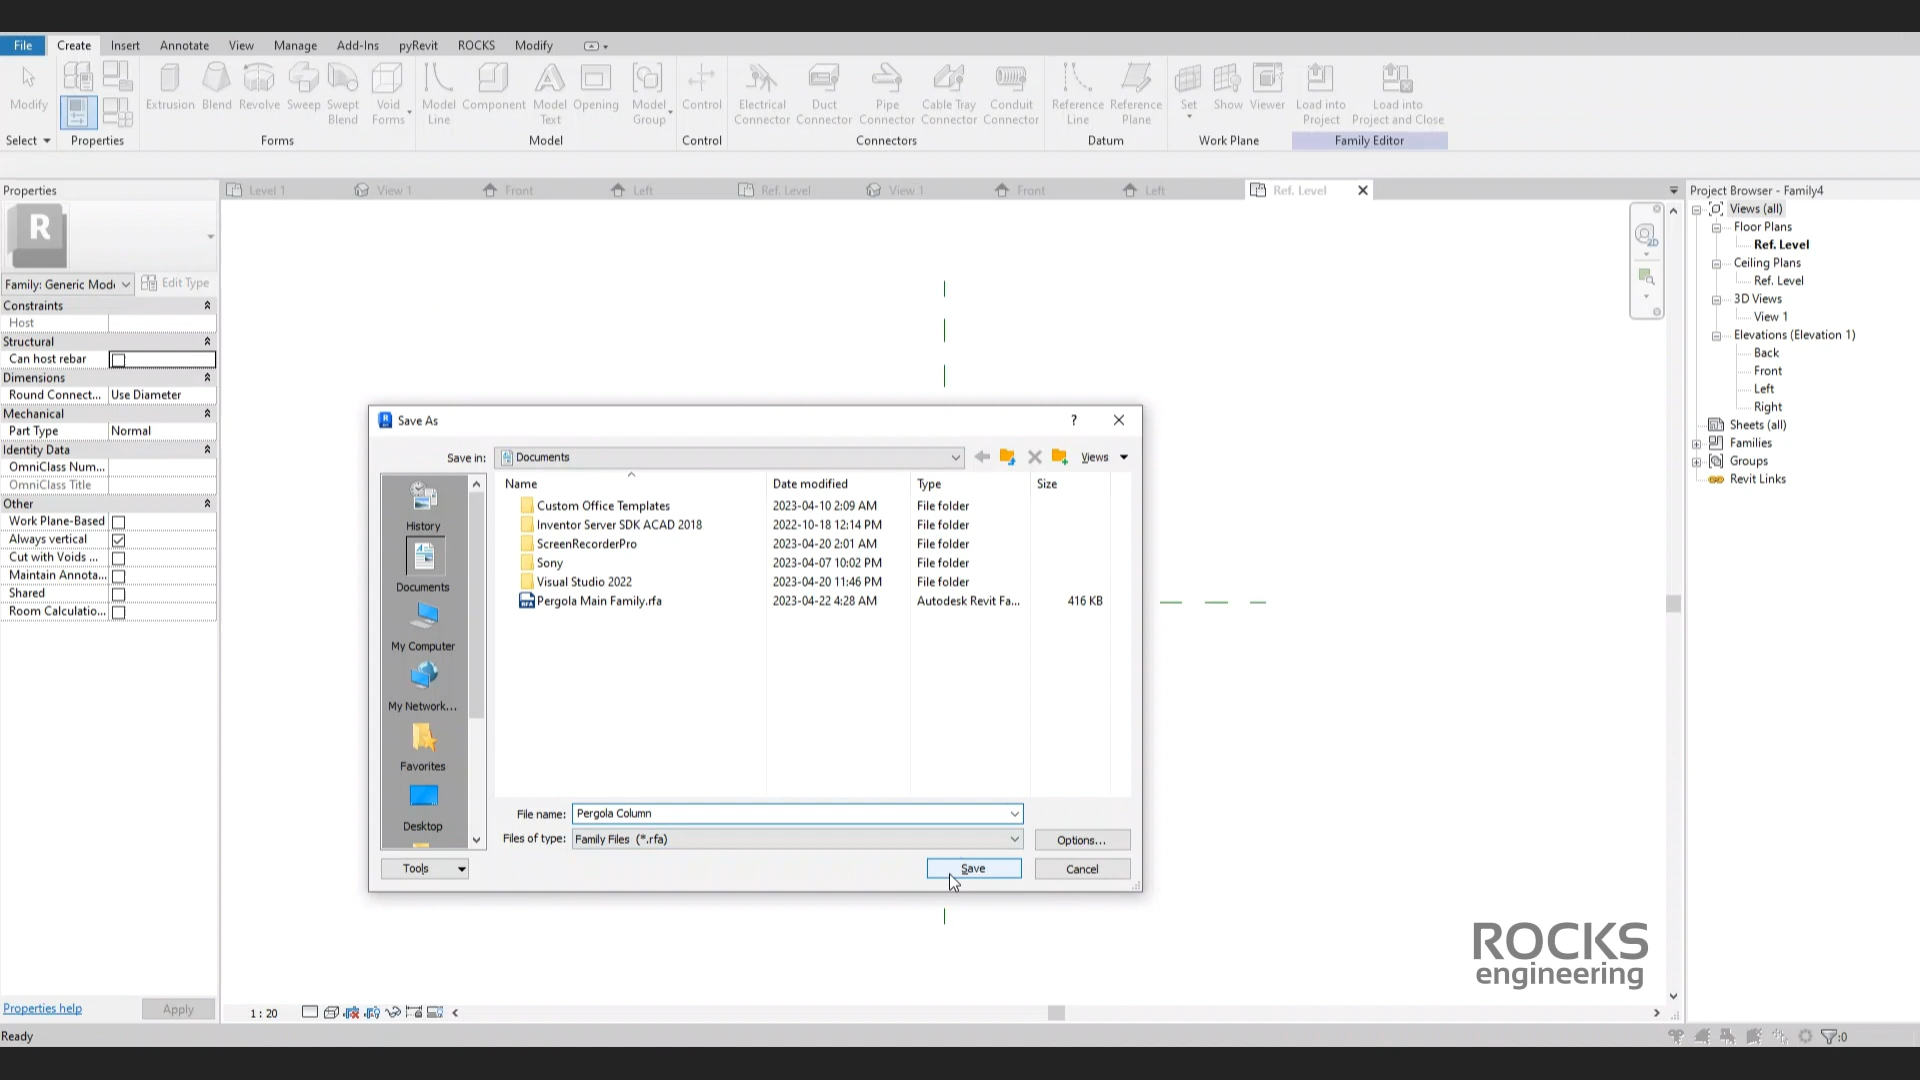 File Create Insert Annotate View Manage Add-Ins pyRevit ROCKS Modify
Modify Extrusion Blend Revolve Sweep Swept Blend Void Forms Model Line Component Model Text Opening Model Group Control Electrical Connector Duct Connector Pipe Connector Cable Tray Connector Conduit Connector Reference Line Reference Plane Set Show Viewer Load into Project Load into Project and Close
Select Properties Forms Model Control Connectors Datum Work Plane Family Editor
Properties
Level 1 View 1 Front Left Ref. Level View 1 Front Left Ref. Level
Project Browser - Family4
R
Family: Generic Mod
Edit Type
Constraints
Host
Structural
Can host rebar
Dimensions
Round Connect... Use Diameter
Mechanical
Part Type Normal
Identity Data
OmniClass Num...
OmniClass Title
Other
Work Plane-Based
Always vertical
Cut with Voids ...
Maintain Annota...
Shared
Room Calculatio...
Properties help Apply
2D
Views (all)
Floor Plans
Ref. Level
Ceiling Plans
Ref. Level
3D Views
View 1
Elevations (Elevation 1)
Back
Front
Left
Right
Sheets (all)
Families
Groups
Revit Links
Save As
?
Save in: Documents Views
Name Date modified Type Size
Custom Office Templates 2023-04-10 2:09 AM File folder
Inventor Server SDK ACAD 2018 2022-10-18 12:14 PM File folder
ScreenRecorderPro 2023-04-20 2:01 AM File folder
Sony 2023-04-07 10:02 PM File folder
Visual Studio 2022 2023-04-20 11:46 PM File folder
Pergola Main Family.rfa 2023-04-22 4:28 AM Autodesk Revit Fa... 416 KB
History
Documents
My Computer
My Network...
Favorites
Desktop
File name: Pergola Column
Files of type: Family Files (*.rfa) Options...
Tools Save Cancel
ROCKS
engineering
1 : 20
Ready
:0